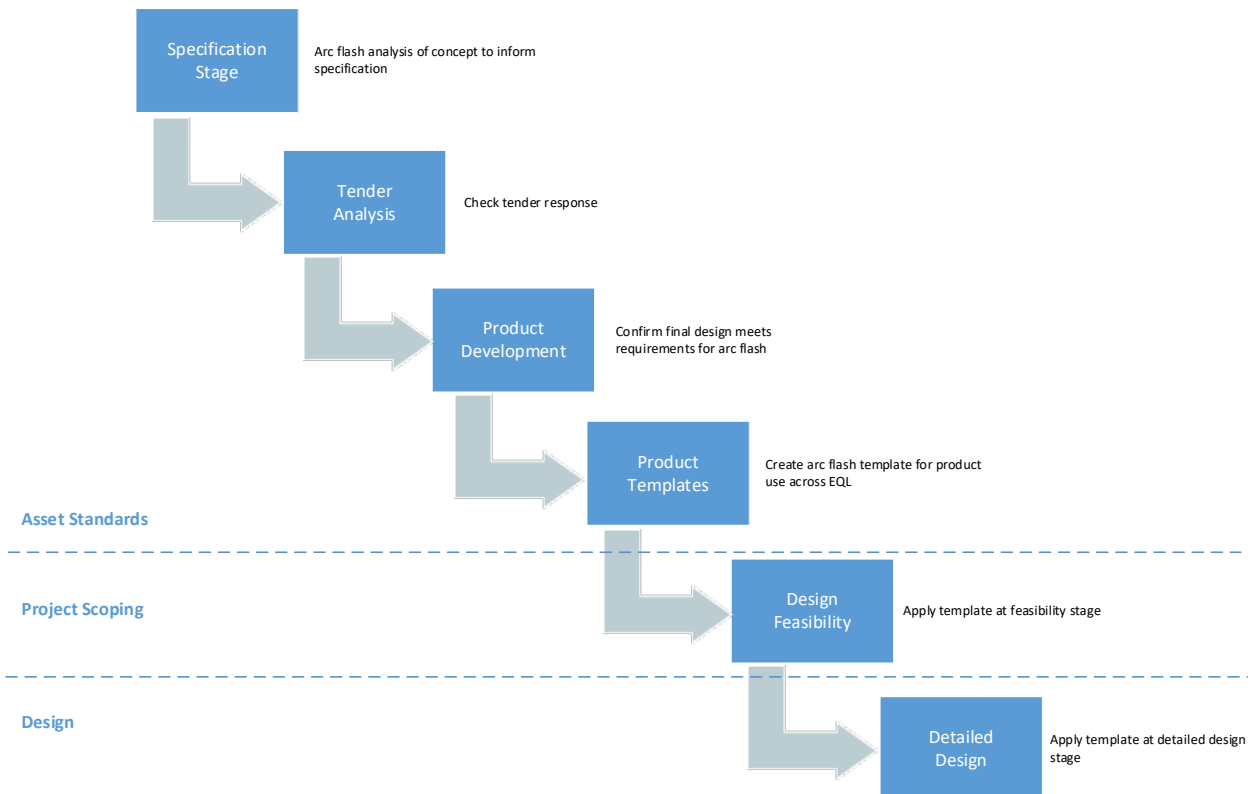 Specification
Stage
Arc flash analysis of concept to inform
specification
Tender
Analysis
Check tender response
Product
Development
Confirm final design meets
requirements for arc flash
Product
Templates
Create arc flash template for product
use across EQL
Asset Standards
Project Scoping
Design
Feasibility
Apply template at feasibility stage
Design
Detailed
Design
Apply template at detailed design
stage